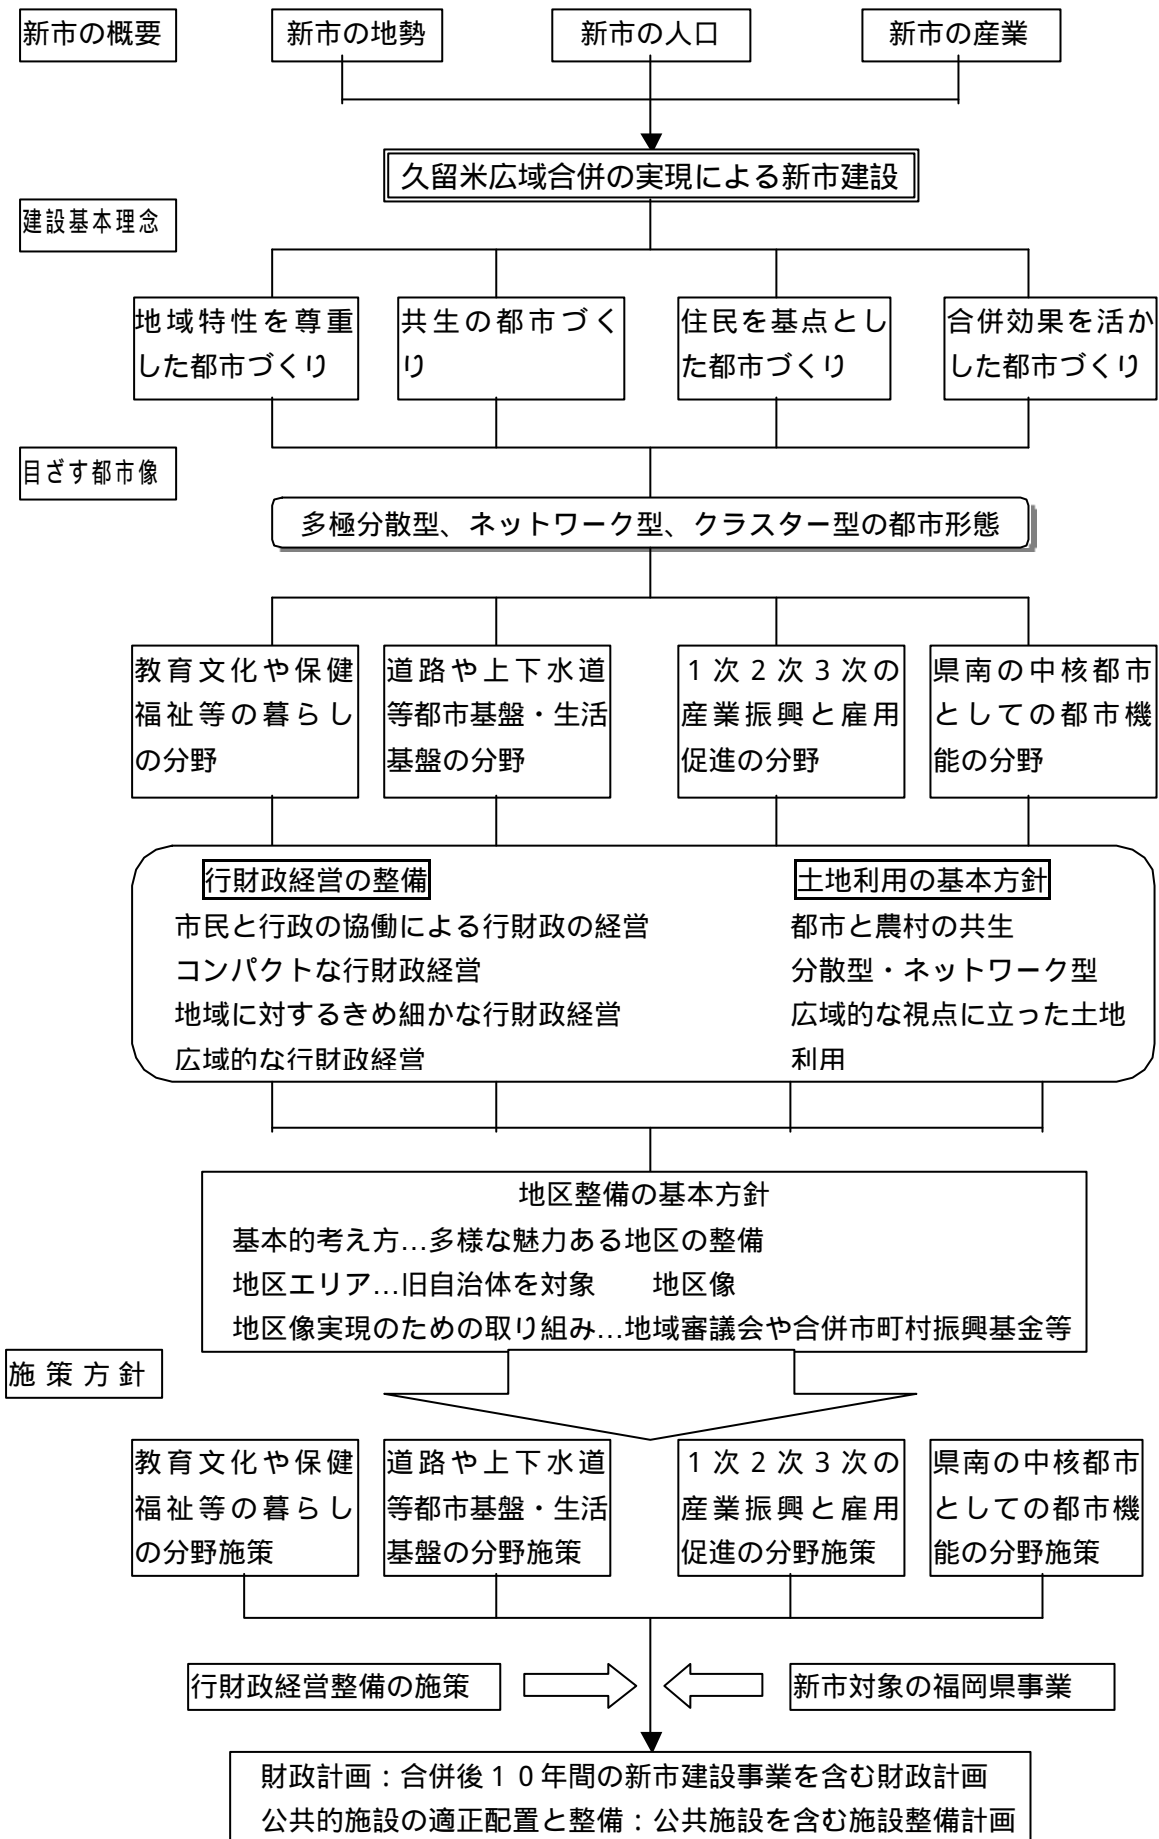 新市の概要
新市の地勢
新市の人口
新市の産業
久留米広域合併の実現による新市建設
建設基本理念
地域特性を尊重
した都市づくり
共生の都市づく
り
住民を基点とし
た都市づくり
合併効果を活か
した都市づくり
目ざす都市像
多極分散型、ネットワーク型、クラスター型の都市形態
教育文化や保健
福祉等の暮らし
の分野
道路や上下水道
等都市基盤・生活
基盤の分野
1次2次3次の
産業振興と雇用
促進の分野
県南の中核都市
としての都市機
能の分野
行財政経営の整備
市民と行政の協働による行財政の経営
コンパクトな行財政経営
地域に対するきめ細かな行財政経営
広域的な行財政経営
土地利用の基本方針
都市と農村の共生
分散型・ネットワーク型
広域的な視点に立った土地
利用
地区整備の基本方針
基本的考え方…多様な魅力ある地区の整備
地区エリア…旧自治体を対象　地区像
地区像実現のための取り組み…地域審議会や合併市町村振興基金等
施策方針
教育文化や保健
福祉等の暮らし
の分野施策
道路や上下水道
等都市基盤・生活
基盤の分野施策
1次2次3次の
産業振興と雇用
促進の分野施策
県南の中核都市
としての都市機
能の分野施策
行財政経営整備の施策
新市対象の福岡県事業
財政計画：合併後10年間の新市建設事業を含む財政計画
公共的施設の適正配置と整備：公共施設を含む施設整備計画